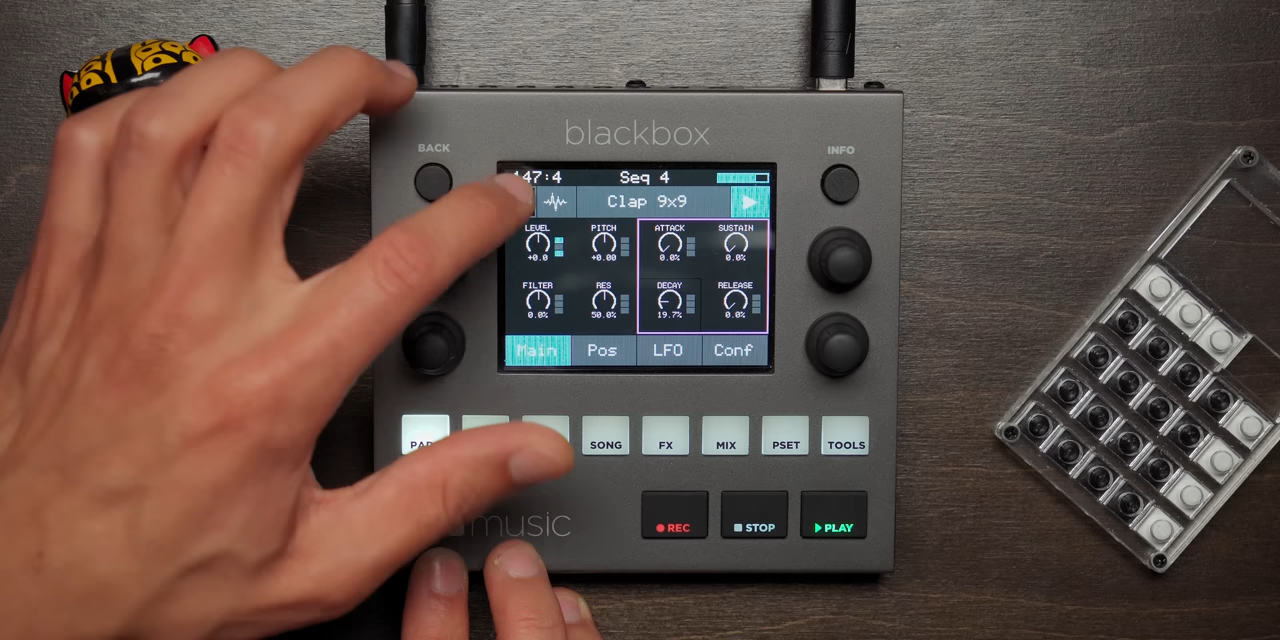 blackbox
BACK
INFO
147:4 Seq 4
Clap 9x9
LEVEL PITCH ATTACK SUSTAIN
+0.0 +0.00 0.0% 0.0%
FILTER RES DECAY RELEASE
0.0% 50.0% 19.7% 0.0%
Main Pos LFO Conf
SONG FX MIX PSET TOOLS
music
REC STOP PLAY